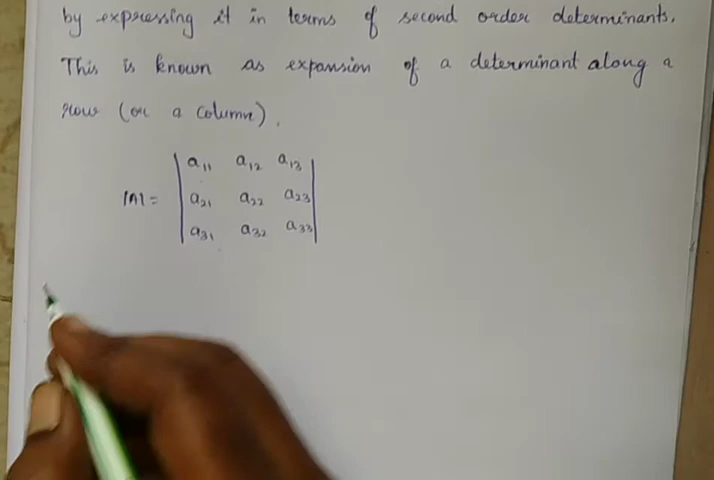 by expressing it in terms of second order determinants.
This is known as expansion of a determinant along a
row (or a column).
a₁₁ a₁₂ a₁₃
|A| = a₂₁ a₂₂ a₂₃
a₃₁ a₃₂ a₃₃